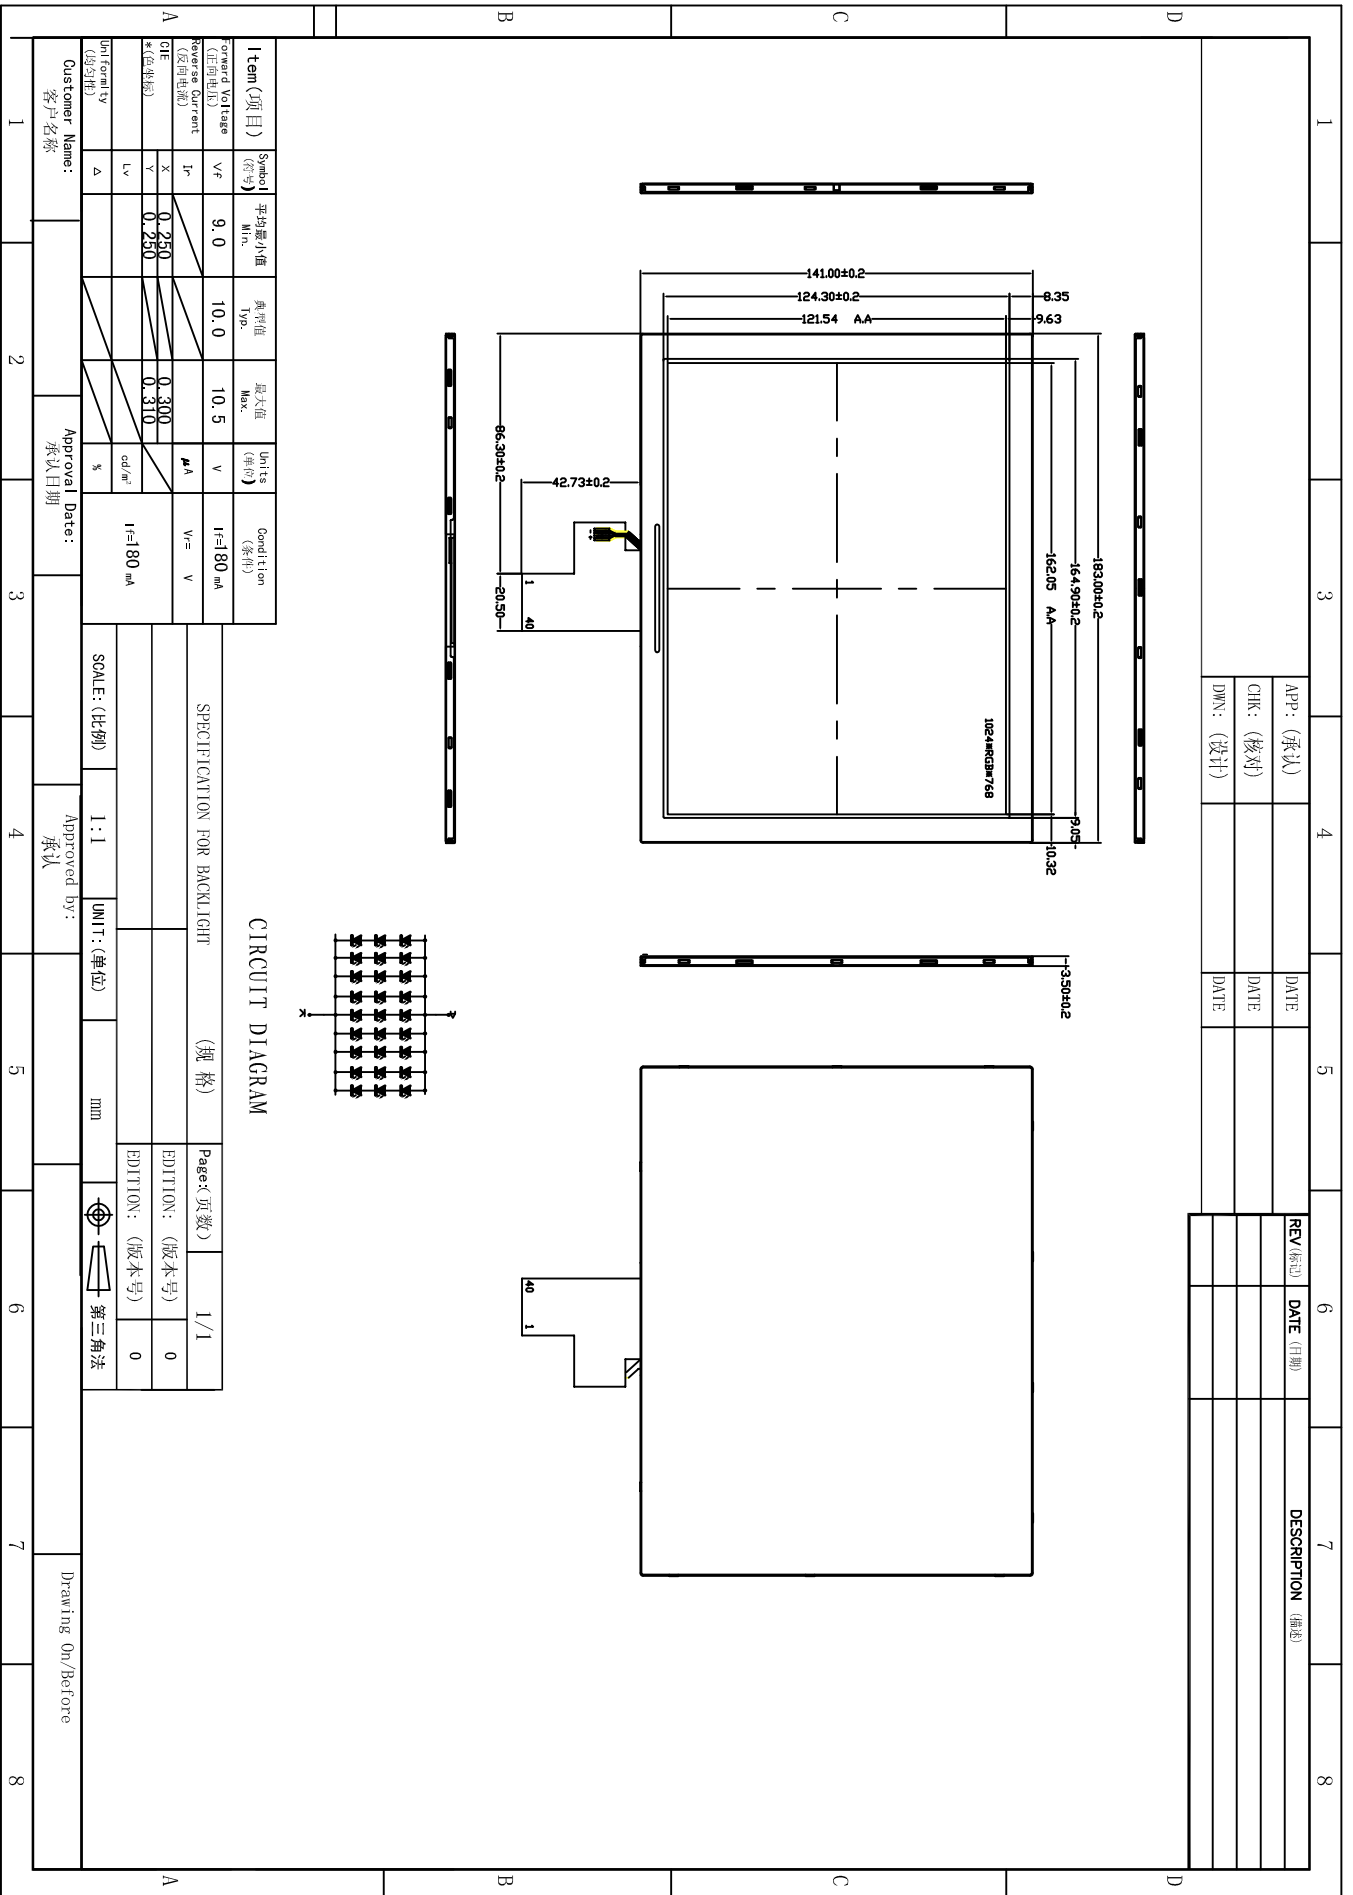 1 2 3 4 5 6 7 8
D
C
B
A
APP: (承认) DATE
CHK: (核对) DATE
DWN: (设计) DATE
REV (标记) DATE (日期) DESCRIPTION (描述)
183.00±0.2
164.90±0.2
9.05
162.05 A.A
10.32
141.00±0.2
124.30±0.2
8.35
121.54 A.A
9.63
1024*RGB*768
3.50±0.2
42.73±0.2
86.30±0.2
20.50
1 40
40 1
A
K
CIRCUIT DIAGRAM
Item(项目) Symbol (符号) 平均最小值 Min. 典型值 Typ. 最大值 Max. Units (单位) Condition (条件)
Forward Voltage (正向电压) Vf 9.0 10.0 10.5 V If=180 mA
Reverse Current (反向电流) Ir μA Vr= V
CIE *(色坐标) X 0.250 0.300
Y 0.250 0.310
Lv cd/m² If=180 mA
Uniformity (均匀性) Δ %
SPECIFICATION FOR BACKLIGHT (规 格) Page:(页数) 1/1
EDITION: (版本号) 0
EDITION: (版本号) 0
SCALE:(比例) 1:1 UNIT:(单位) mm 第三角法
Customer Name: 客户名称
Approval Date: 承认日期
Approved by: 承认
Drawing On/Before
1 2 3 4 5 6 7 8
D
C
B
A